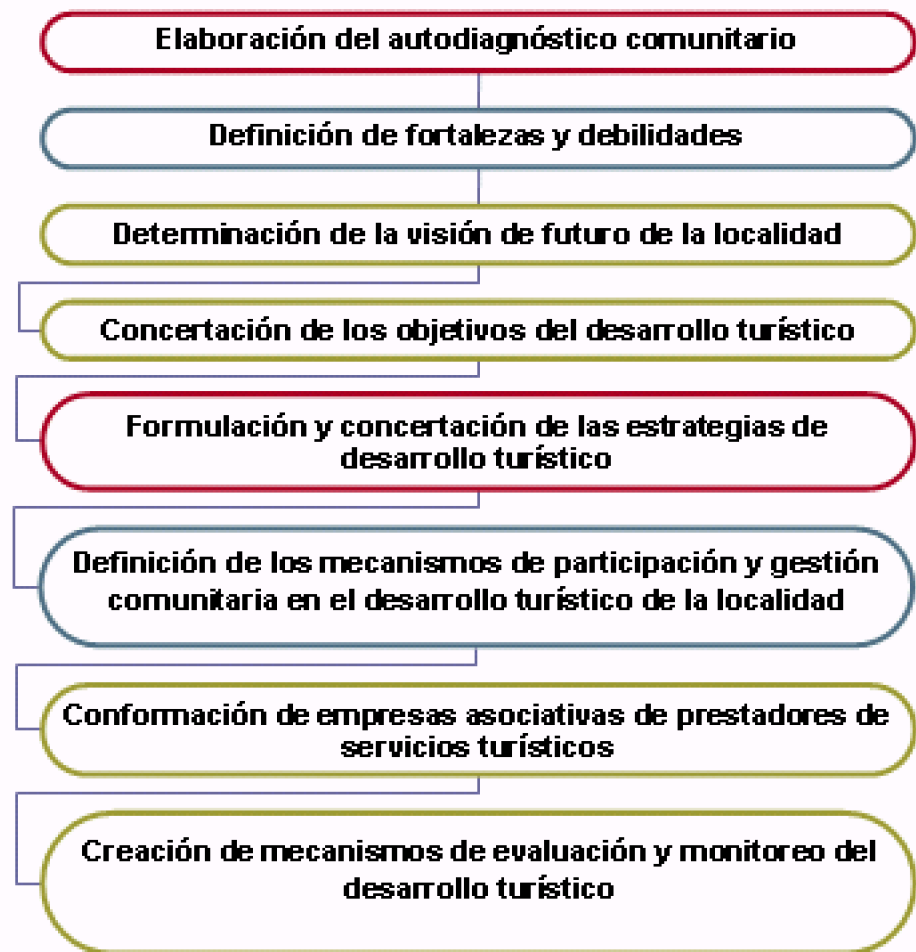 Elaboración del autodiagnóstico comunitario
Definición de fortalezas y debilidades
Determinación de la visión de futuro de la localidad
Concertación de los objetivos del desarrollo turístico
Formulación y concertación de las estrategias de
desarrollo turístico
Definición de los mecanismos de participación y gestión
comunitaria en el desarrollo turístico de la localidad
Conformación de empresas asociativas de prestadores de
servicios turísticos
Creación de mecanismos de evaluación y monitoreo del
desarrollo turístico